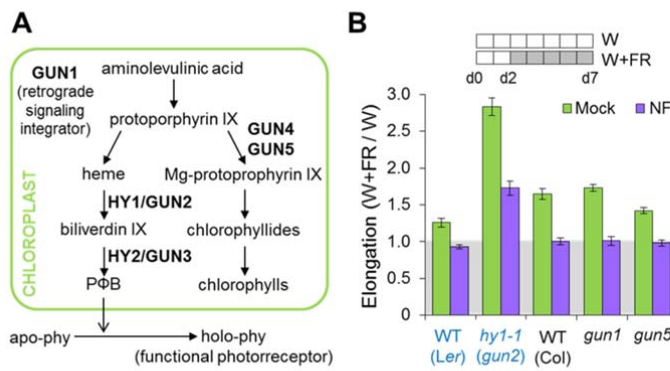 A
GUN1
(retrograde
signaling
integrator)
aminolevulinic acid
protoporphyrin IX
GUN4
GUN5
heme
Mg-protoprophyrin IX
HY1/GUN2
biliverdin IX
chlorophyllides
HY2/GUN3
PΦB
chlorophylls
CHLOROPLAST
apo-phy
holo-phy
(functional photorreceptor)
B
W
W+FR
d0 d2 d7
Mock
NF
Elongation (W+FR / W)
3.0
2.5
2.0
1.5
1.0
0.5
0
WT
(Ler)
hy1-1
(gun2)
WT
(Col)
gun1
gun5